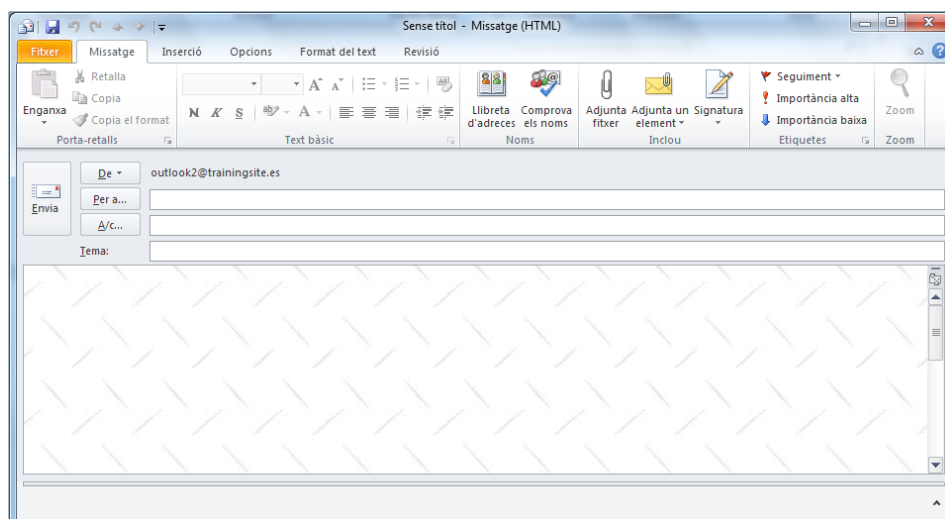 Sense títol - Missatge (HTML)
Fitxer Missatge Inserció Opcions Format del text Revisió
Enganxa
Retalla
Copia
Copia el format
Porta-retalls
N K S
Text bàsic
Llibreta d'adreces
Comprova els noms
Noms
Adjunta fitxer
Adjunta un element
Signatura
Inclou
Seguiment
Importància alta
Importància baixa
Etiquetes
Zoom
Zoom
Envia
De outlook2@trainingsite.es
Per a...
A/c...
Tema: